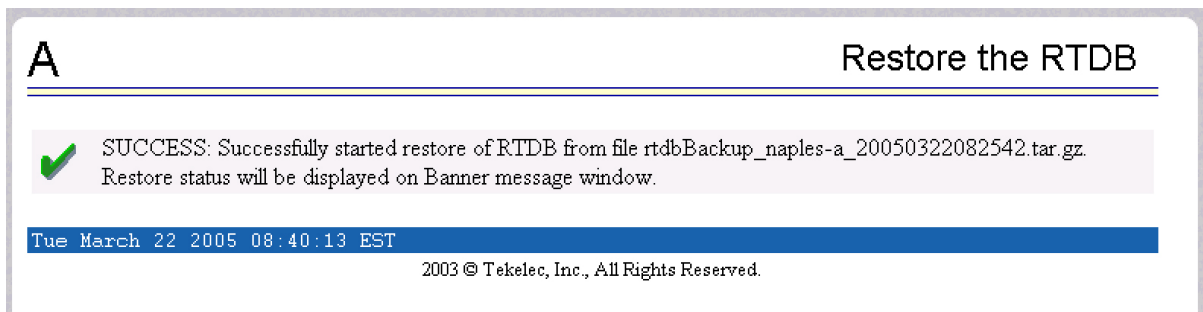 A
Restore the RTDB
SUCCESS: Successfully started restore of RTDB from file rtdbBackup_naples-a_20050322082542.tar.gz.
Restore status will be displayed on Banner message window.
Tue March 22 2005 08:40:13 EST
2003 © Tekelec, Inc., All Rights Reserved.